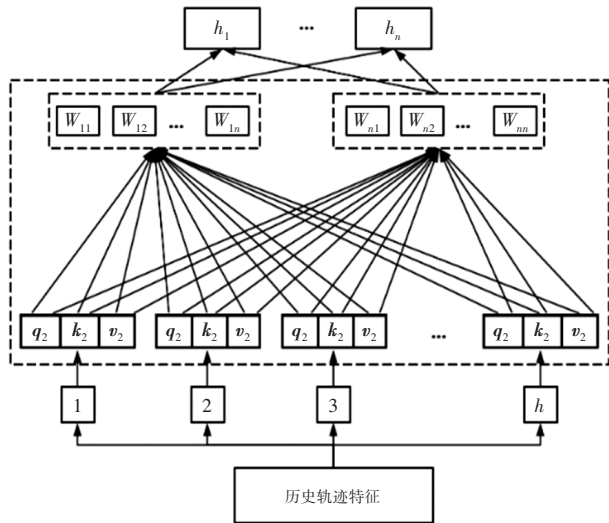 h₁ ... hₙ
W₁₁ W₁₂ ... W₁ₙ Wₙ₁ Wₙ₂ ... Wₙₙ
q₂ k₂ v₂ q₂ k₂ v₂ q₂ k₂ v₂ ... q₂ k₂ v₂
1 2 3 h
历史轨迹特征